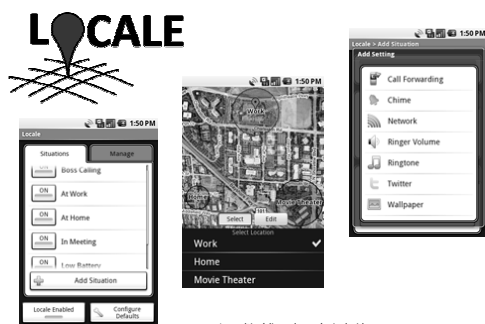 LOCALE
1:50 PM
Locale
Situations Manage
Boss Calling
ON At Work
ON At Home
ON In Meeting
ON Low Battery
Add Situation
Locale Enabled Configure Defaults
1:50 PM
Work
Home
Movie Theater
Select Edit
Select Location
Work
Home
Movie Theater
1:50 PM
Locale > Add Situation
Add Setting
Call Forwarding
Chime
Network
Ringer Volume
Ringtone
Twitter
Wallpaper